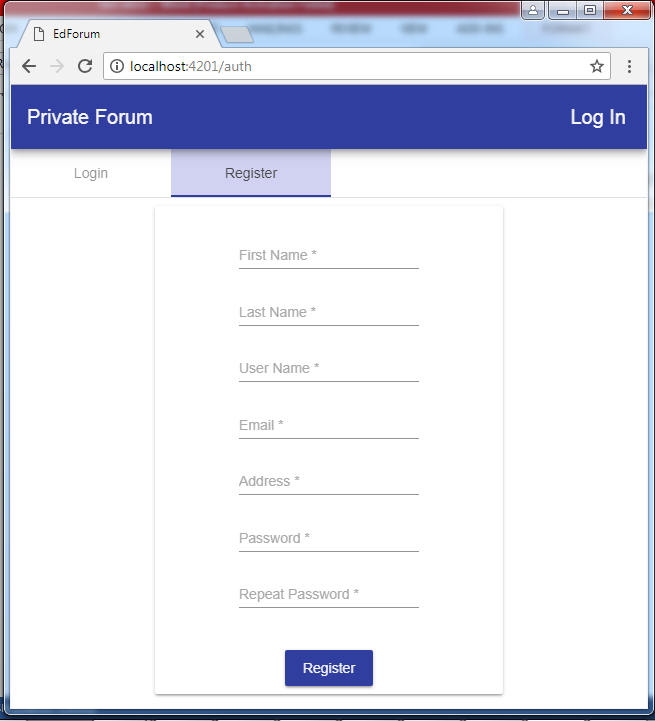 EdForum
localhost:4201/auth
Private Forum
Log In
Login
Register
First Name *
Last Name *
User Name *
Email *
Address *
Password *
Repeat Password *
Register